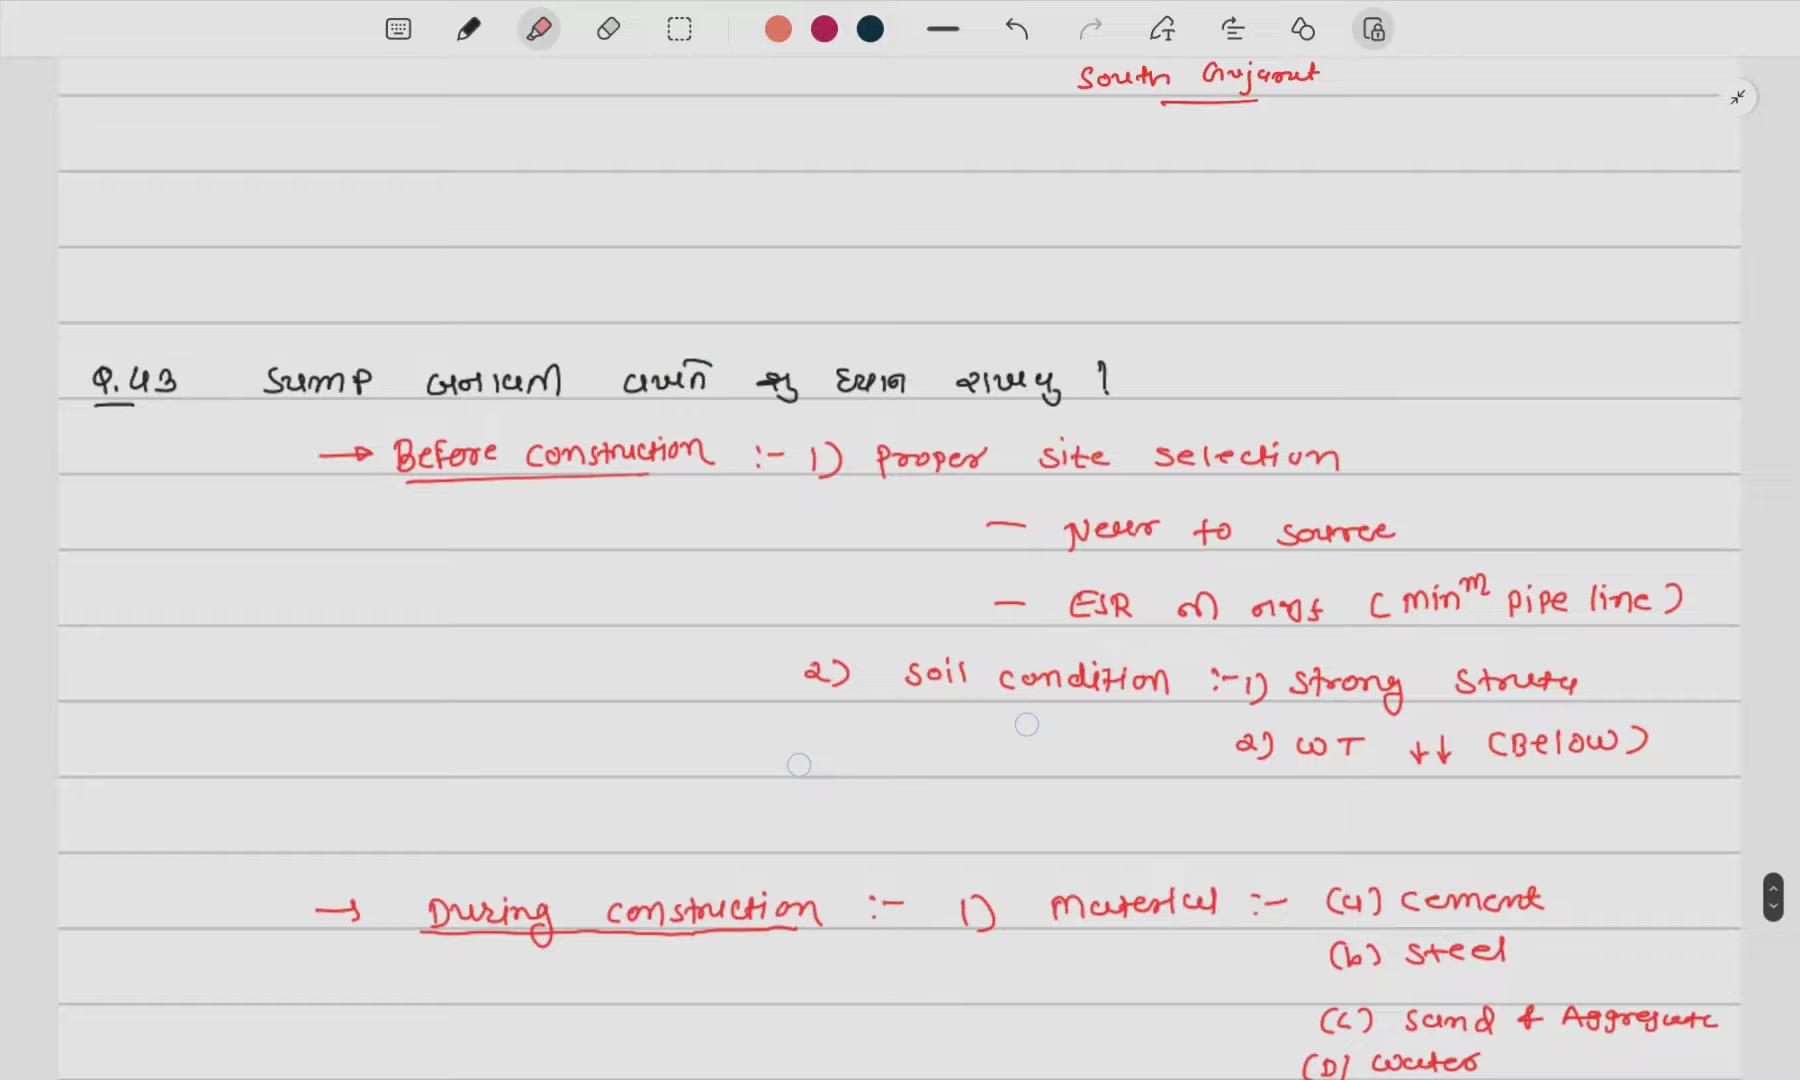 South Gujarat
Q.43 Sump બનાવતી વખતે શું ધ્યાન રાખવું ?
→ Before construction :- 1) Proper site selection
— Near to source
— ESR ની નજીક (minᵐ pipe line)
2) Soil condition :- 1) Strong Strata
2) WT ↓↓ (Below)
→ During construction :- 1) Material :- (a) Cement
(b) Steel
(c) Sand & Aggregate
(D) Water